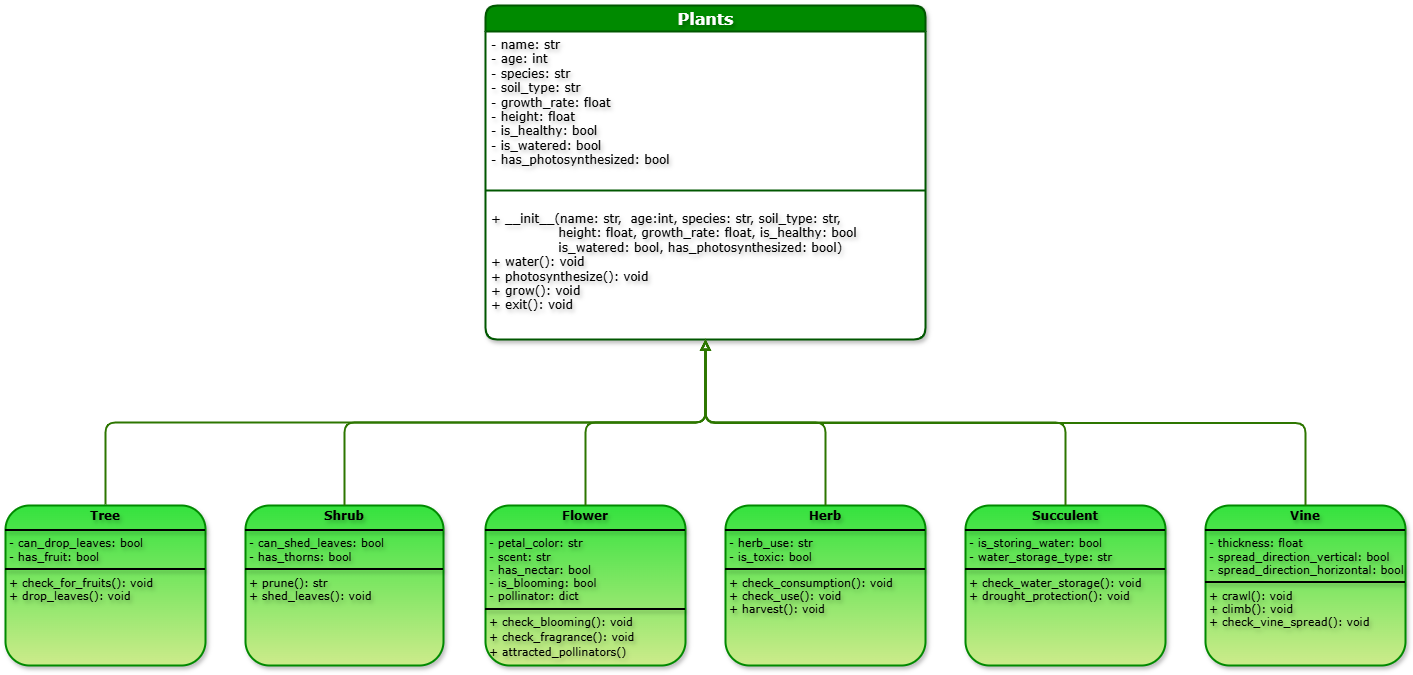 Plants
- name: str
- age: int
- species: str
- soil_type: str
- growth_rate: float
- height: float
- is_healthy: bool
- is_watered: bool
- has_photosynthesized: bool
+ __init__(name: str,  age:int, species: str, soil_type: str,
height: float, growth_rate: float, is_healthy: bool
is_watered: bool, has_photosynthesized: bool)
+ water(): void
+ photosynthesize(): void
+ grow(): void
+ exit(): void
Tree
- can_drop_leaves: bool
- has_fruit: bool
+ check_for_fruits(): void
+ drop_leaves(): void
Shrub
- can_shed_leaves: bool
- has_thorns: bool
+ prune(): str
+ shed_leaves(): void
Flower
- petal_color: str
- scent: str
- has_nectar: bool
- is_blooming: bool
- pollinator: dict
+ check_blooming(): void
+ check_fragrance(): void
+ attracted_pollinators()
Herb
- herb_use: str
- is_toxic: bool
+ check_consumption(): void
+ check_use(): void
+ harvest(): void
Succulent
- is_storing_water: bool
- water_storage_type: str
+ check_water_storage(): void
+ drought_protection(): void
Vine
- thickness: float
- spread_direction_vertical: bool
- spread_direction_horizontal: bool
+ crawl(): void
+ climb(): void
+ check_vine_spread(): void